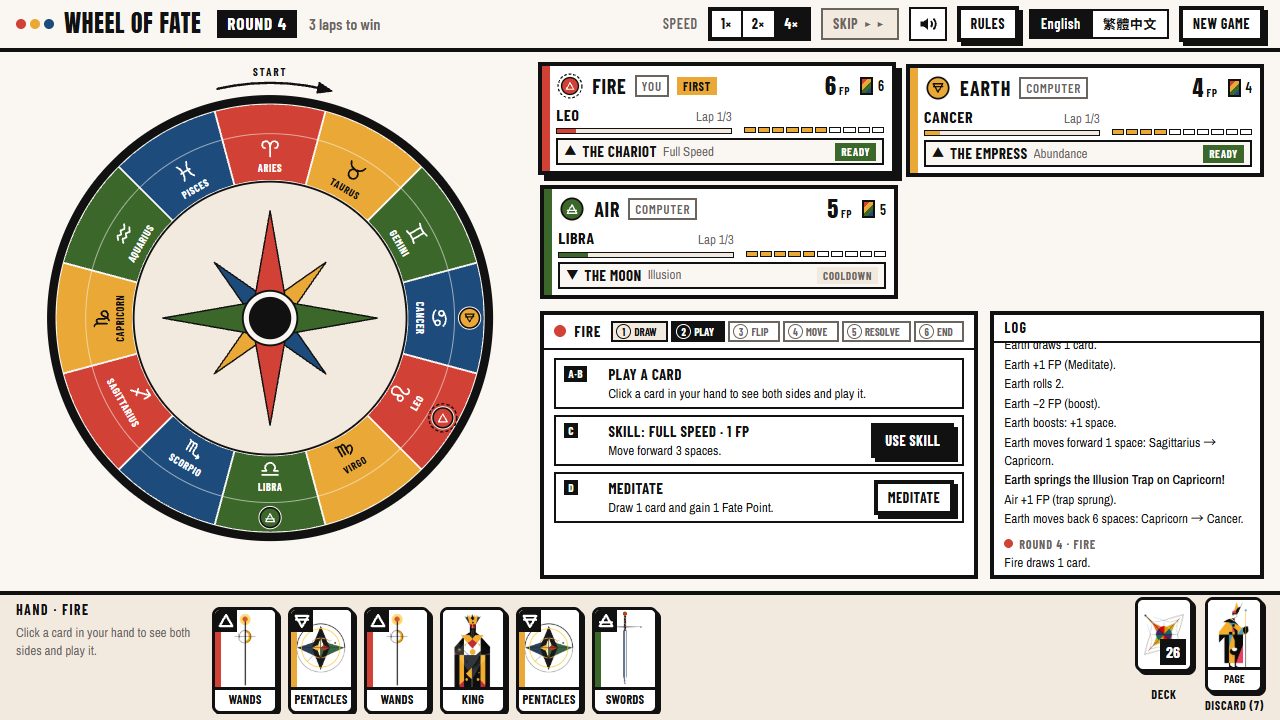 WHEEL OF FATE
ROUND 4
3 laps to win
SPEED
1×
2×
4×
SKIP ▸▸
RULES
English
繁體中文
NEW GAME
START
ARIES
TAURUS
GEMINI
CANCER
LEO
VIRGO
LIBRA
SCORPIO
SAGITTARIUS
CAPRICORN
AQUARIUS
PISCES
FIRE YOU FIRST 6 FP 6
LEO Lap 1/3
▲ THE CHARIOT Full Speed READY
EARTH COMPUTER 4 FP 4
CANCER Lap 1/3
▲ THE EMPRESS Abundance READY
AIR COMPUTER 5 FP 5
LIBRA Lap 1/3
▼ THE MOON Illusion COOLDOWN
FIRE
1 DRAW
2 PLAY
3 FLIP
4 MOVE
5 RESOLVE
6 END
A-B PLAY A CARD
Click a card in your hand to see both sides and play it.
C SKILL: FULL SPEED · 1 FP
Move forward 3 spaces.
USE SKILL
D MEDITATE
Draw 1 card and gain 1 Fate Point.
MEDITATE
LOG
Earth draws 1 card.
Earth +1 FP (Meditate).
Earth rolls 2.
Earth −2 FP (boost).
Earth boosts: +1 space.
Earth moves forward 1 space: Sagittarius →
Capricorn.
Earth springs the Illusion Trap on Capricorn!
Air +1 FP (trap sprung).
Earth moves back 6 spaces: Capricorn → Cancer.
ROUND 4 · FIRE
Fire draws 1 card.
HAND · FIRE
Click a card in your hand to see both
sides and play it.
WANDS
PENTACLES
WANDS
KING
PENTACLES
SWORDS
26
DECK
PAGE
DISCARD (7)